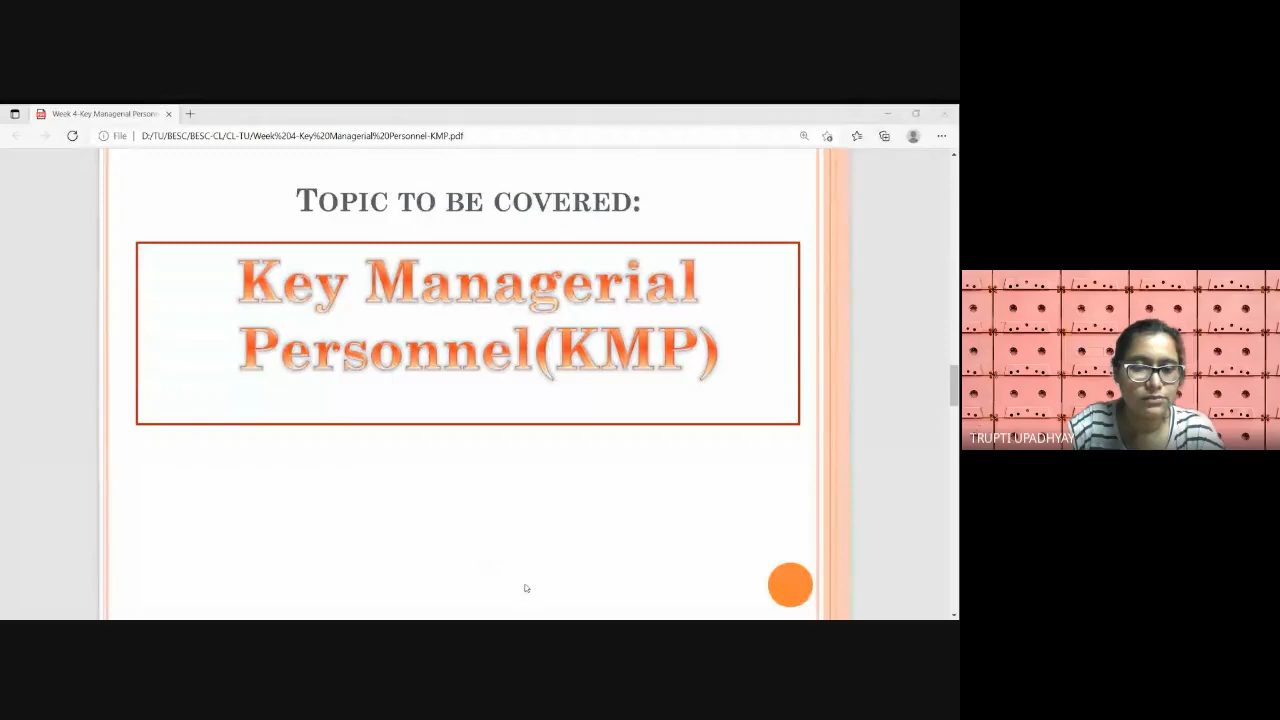 Week 4-Key Managerial Person
File
D:/TU/BESC/BESC-CL/CL-TU/Week%204-Key%20Managerial%20Personnel-KMP.pdf
TOPIC TO BE COVERED:
Key Managerial
Personnel(KMP)
TRUPTI UPADHYAY